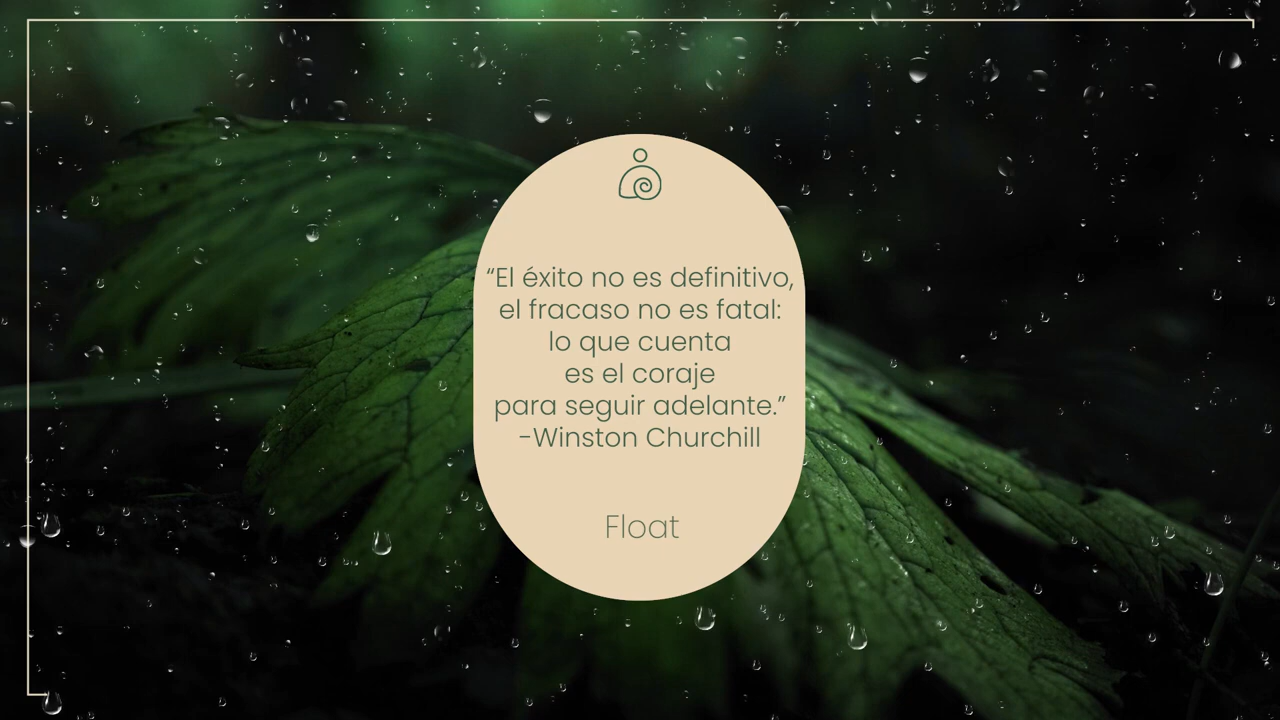 “El éxito no es definitivo,
el fracaso no es fatal:
lo que cuenta
es el coraje
para seguir adelante.”
-Winston Churchill
Float